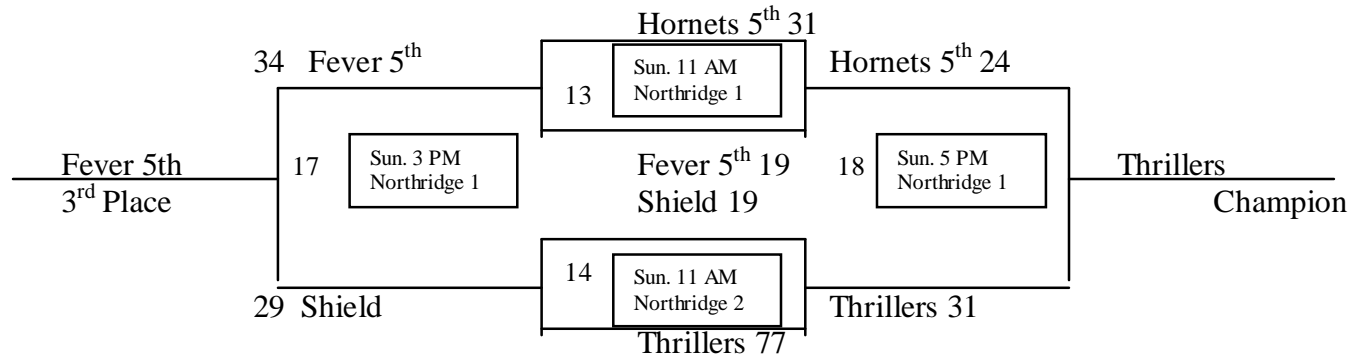 Hornets 5th 31
34 Fever 5th
Sun. 11 AM
Northridge 1
13
Hornets 5th 24
Fever 5th
3rd Place
17
Sun. 3 PM
Northridge 1
Fever 5th 19
Shield 19
18
Sun. 5 PM
Northridge 1
Thrillers
Champion
14
Sun. 11 AM
Northridge 2
29 Shield
Thrillers 31
Thrillers 77